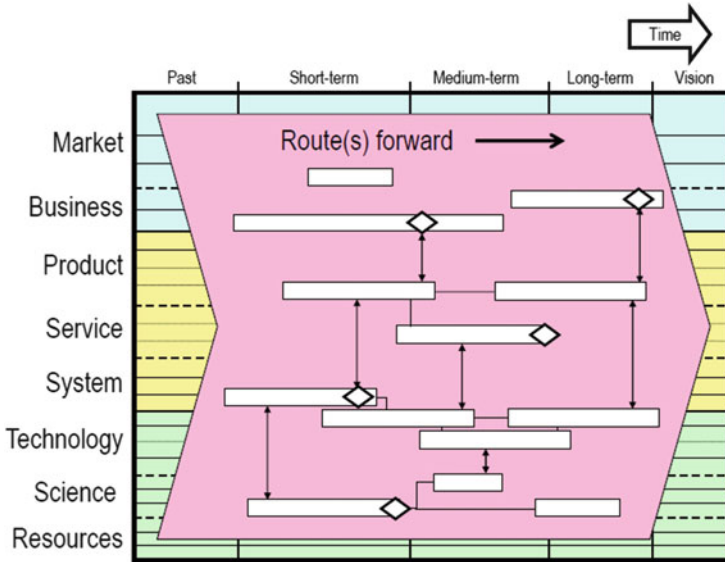 Time
Past Short-term Medium-term Long-term Vision
Market
Route(s) forward
Business
Product
Service
System
Technology
Science
Resources